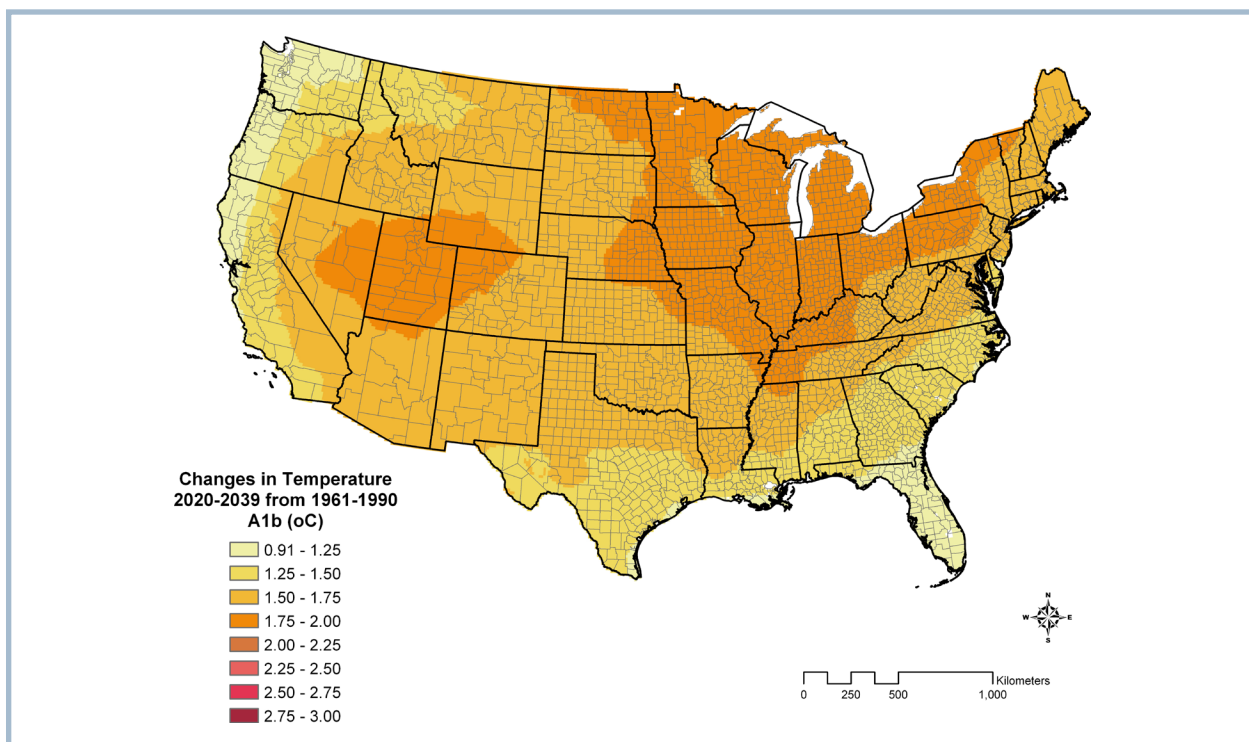 Changes in Temperature
2020-2039 from 1961-1990
A1b (oC)
0.91 - 1.25
1.25 - 1.50
1.50 - 1.75
1.75 - 2.00
2.00 - 2.25
2.25 - 2.50
2.50 - 2.75
2.75 - 3.00
N
W E
S
Kilometers
0 250 500 1,000